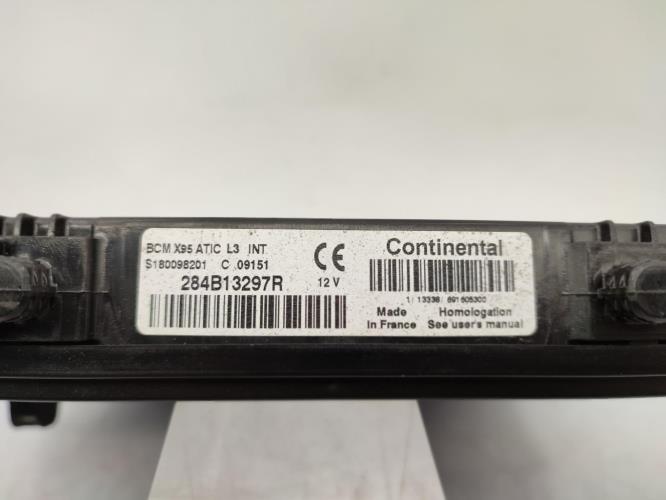 BCM X95 ATIC L3 INT
S180098201 C 09151
284B13297R
CE
12 V
Continental
1 13338 691605300
Made
in France
Homologation
See user's manual